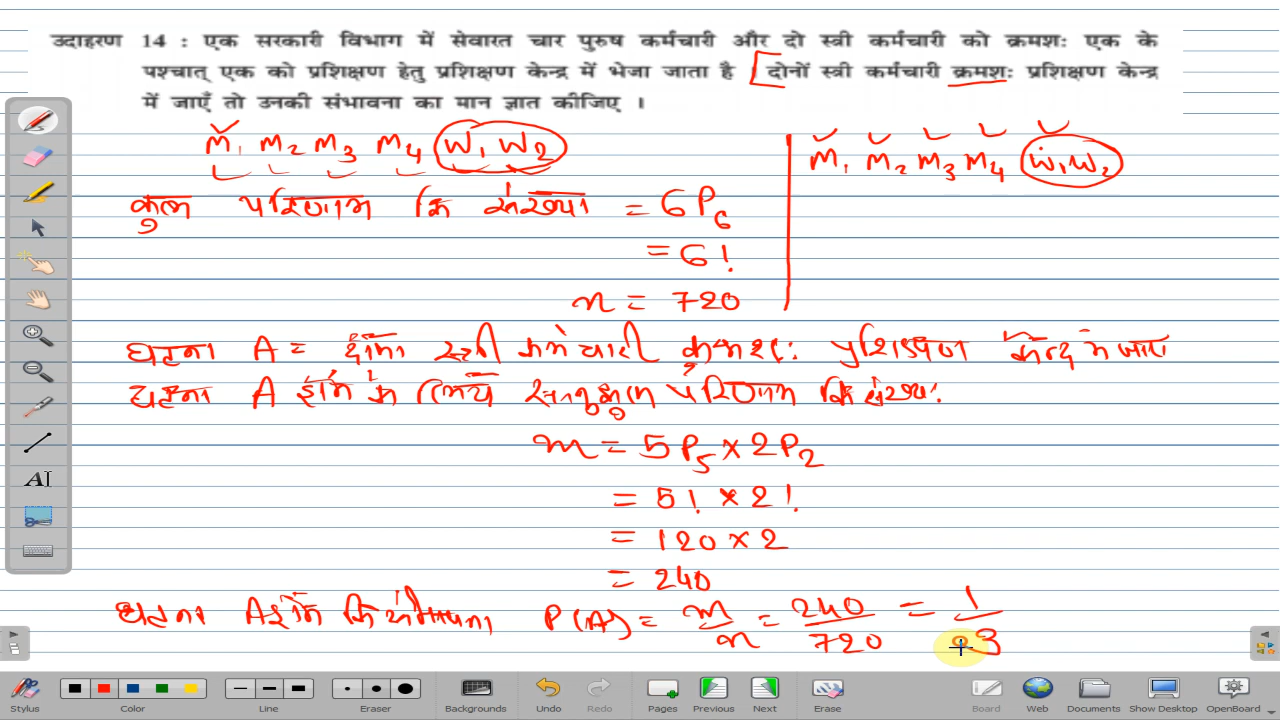 उदाहरण 14 : एक सरकारी विभाग में सेवारत चार पुरुष कर्मचारी और दो स्त्री कर्मचारी को क्रमशः एक के
पश्चात् एक को प्रशिक्षण हेतु प्रशिक्षण केन्द्र में भेजा जाता है [दोनों स्त्री कर्मचारी क्रमशः प्रशिक्षण केन्द्र
में जाएँ तो उनकी संभावना का मान ज्ञात कीजिए ।
M1 M2 M3 M4 W1 W2
M1 M2 M3 M4 W1 W2
कुल परिणाम कि संख्या = 6P6
= 6!
n = 720
घटना A = दोनो स्त्री कर्मचारी क्रमशः प्रशिक्षण केन्द्र में जाए
घटना A होने के लिये अनुकूल परिणाम कि संख्या
m = 5P5 × 2P2
= 5! × 2!
= 120 × 2
= 240
घटना A होने कि संभावना P(A) = m/n = 240/720 = 1/3
Stylus Color Line Eraser Backgrounds Undo Redo Pages Previous Next Erase Board Web Documents Show Desktop OpenBoard